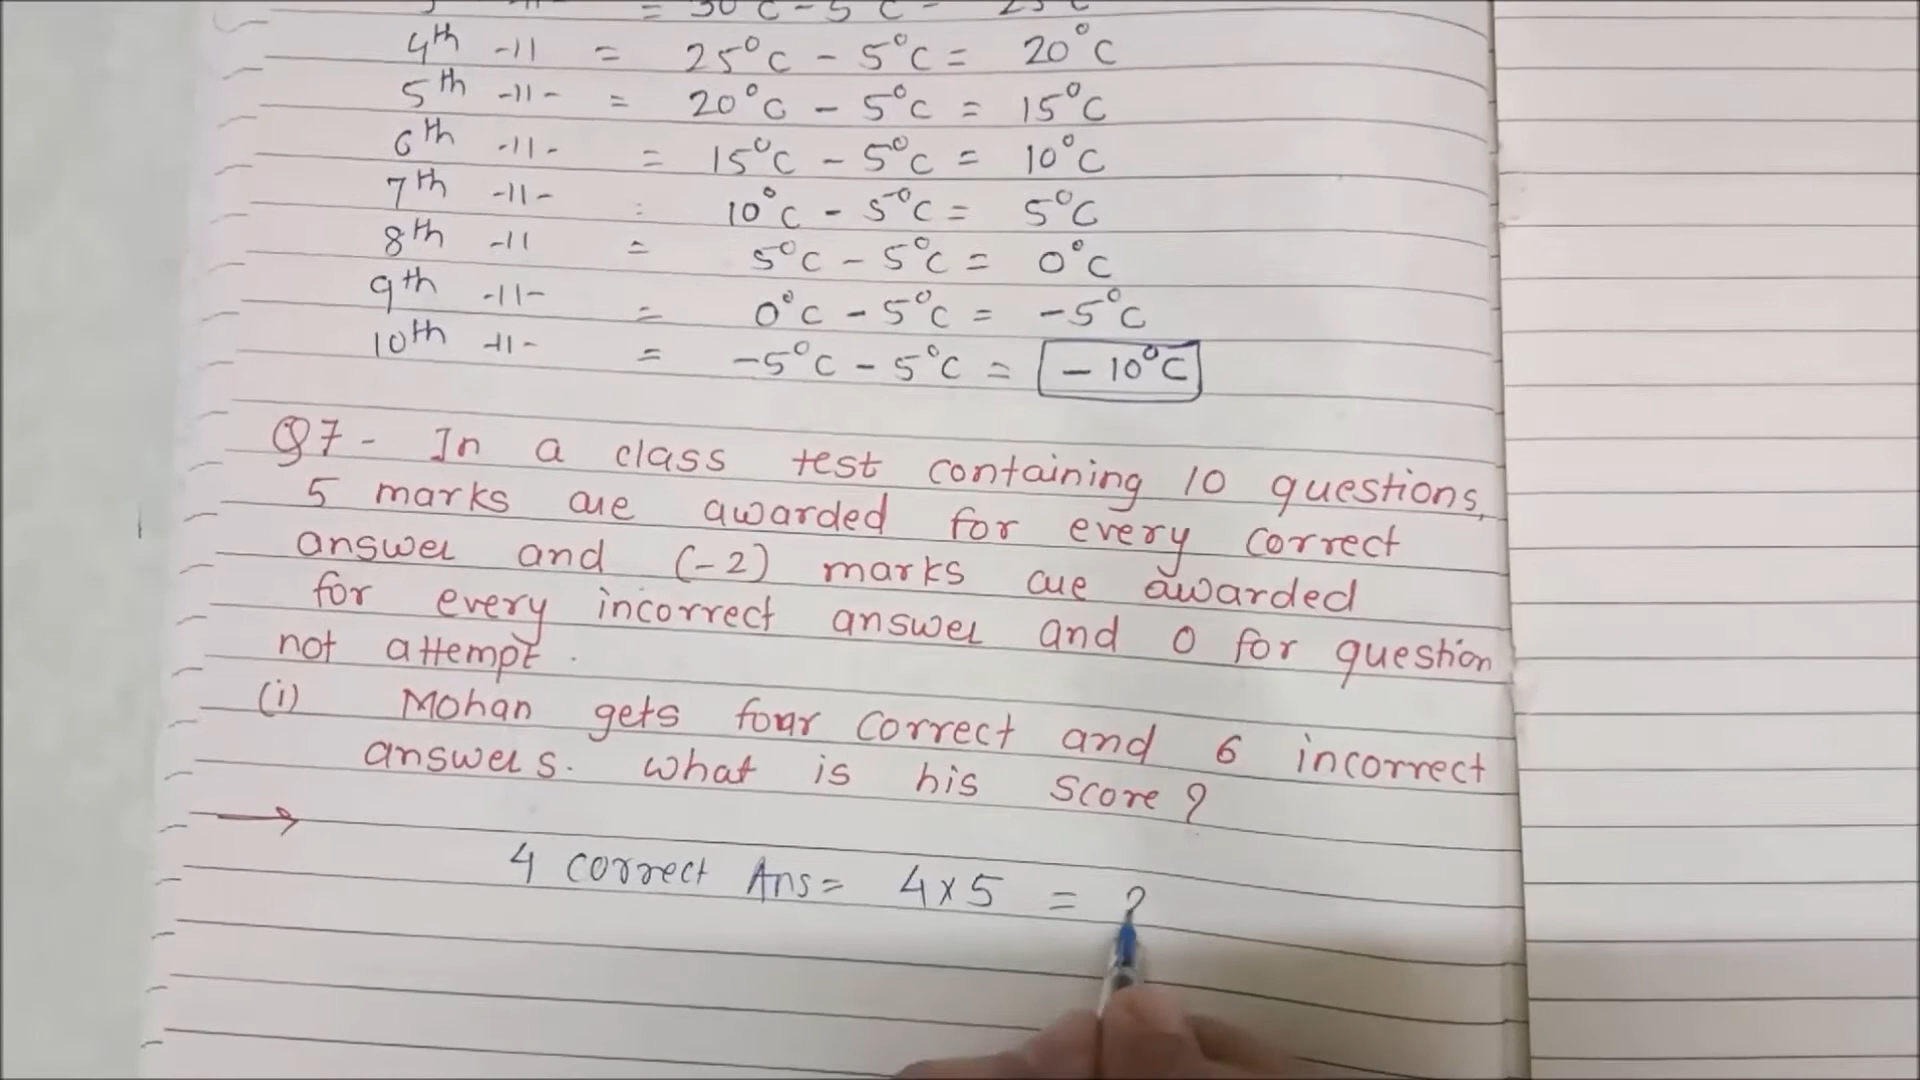 = 30°C - 5°C = 25°C
4th -11 = 25°C - 5°C = 20°C
5th -11- = 20°C - 5°C = 15°C
6th -11- = 15°C - 5°C = 10°C
7th -11- : 10°C - 5°C = 5°C
8th -11 = 5°C - 5°C = 0°C
9th -11- = 0°C - 5°C = -5°C
10th -11- = -5°C - 5°C = - 10°C
Q7 - In a class test containing 10 questions,
5 marks are awarded for every correct
answer and (-2) marks are awarded
for every incorrect answer and 0 for question
not attempt.
(i) Mohan gets four correct and 6 incorrect
answers. What is his score?
4 correct Ans = 4x5 =